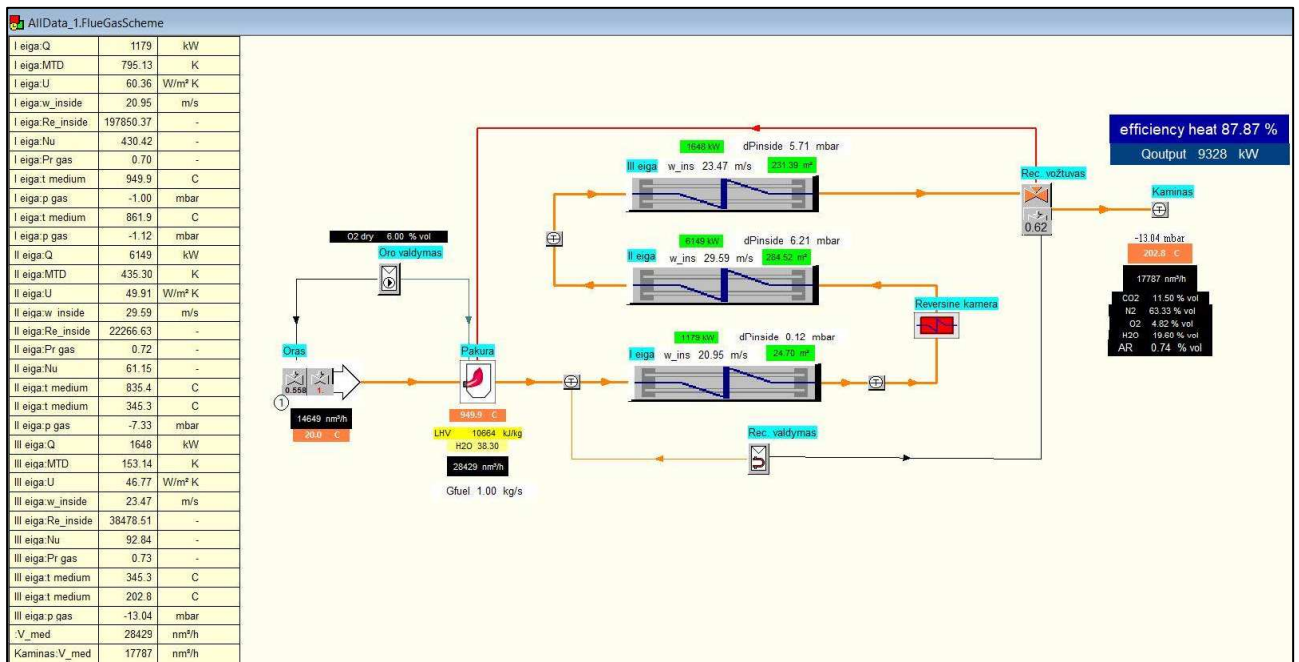 AllData_1.FlueGasScheme
I eiga:Q 1179 kW
I eiga:MTD 795.13 K
I eiga:U 60.36 W/m² K
I eiga:w_inside 20.95 m/s
I eiga:Re_inside 197850.37 -
I eiga:Nu 430.42 -
I eiga:Pr gas 0.70 -
I eiga:t medium 949.9 C
I eiga:p gas -1.00 mbar
I eiga:t medium 861.9 C
I eiga:p gas -1.12 mbar
II eiga:Q 6149 kW
II eiga:MTD 435.30 K
II eiga:U 49.91 W/m² K
II eiga:w inside 29.59 m/s
II eiga:Re_inside 22266.63 -
II eiga:Pr gas 0.72 -
II eiga:Nu 61.15 -
II eiga:t medium 835.4 C
II eiga:t medium 345.3 C
II eiga:p gas -7.33 mbar
III eiga:Q 1648 kW
III eiga:MTD 153.14 K
III eiga:U 46.77 W/m² K
III eiga:w_inside 23.47 m/s
III eiga:Re_inside 38478.51 -
III eiga:Nu 92.84 -
III eiga:Pr gas 0.73 -
III eiga:t medium 345.3 C
III eiga:t medium 202.8 C
III eiga:p gas -13.04 mbar
:V_med 28429 nm³/h
Kaminas:V_med 17787 nm³/h
efficiency heat 87.87 %
Qoutput 9328 kW
1648 kW dPinside 5.71 mbar
III eiga w_ins 23.47 m/s 231.39 m²
Rec. vožtuvas
0.62
Kaminas
-13.04 mbar
202.8 C
17787 nm³/h
CO2 11.50 % vol
N2 63.33 % vol
O2 4.82 % vol
H2O 19.60 % vol
AR 0.74 % vol
O2 dry 6.00 % vol
Oro valdymas
6149 kW dPinside 6.21 mbar
II eiga w_ins 29.59 m/s 284.52 m²
Reversine kamera
1179 kW dPinside 0.12 mbar
I eiga w_ins 20.95 m/s 24.70 m²
Oras
0.558 1.
1
14649 nm³/h
20.0 C
Pakura
949.9 C
LHV 10664 kJ/kg
H2O 38.30
28429 nm³/h
Gfuel 1.00 kg/s
Rec. valdymas